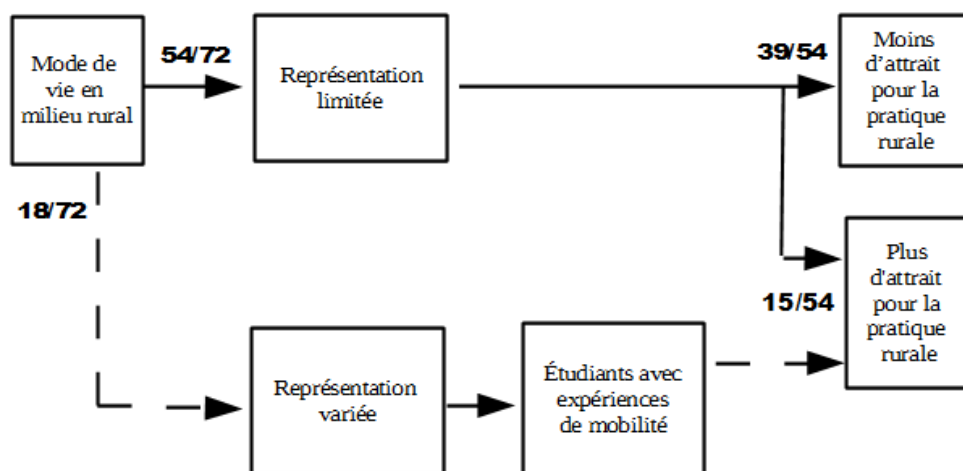 Mode de
vie en
milieu rural
54/72
Représentation
limitée
39/54
Moins
d'attrait
pour la
pratique
rurale
18/72
15/54
Plus
d'attrait
pour la
pratique
rurale
Représentation
variée
Étudiants avec
expériences
de mobilité